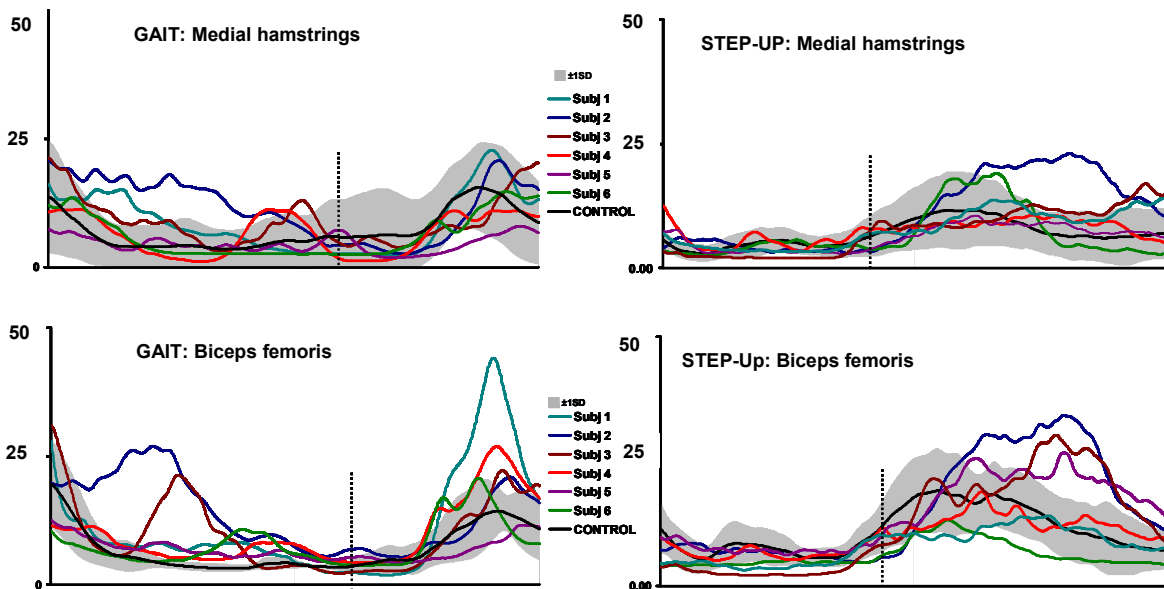 50
GAIT: Medial hamstrings
25
0
±1SD
Subj 1
Subj 2
Subj 3
Subj 4
Subj 5
Subj 6
CONTROL
50
STEP-UP: Medial hamstrings
25
0.00
50
GAIT: Biceps femoris
25
0
±1SD
Subj 1
Subj 2
Subj 3
Subj 4
Subj 5
Subj 6
CONTROL
50
STEP-Up: Biceps femoris
25
0.00